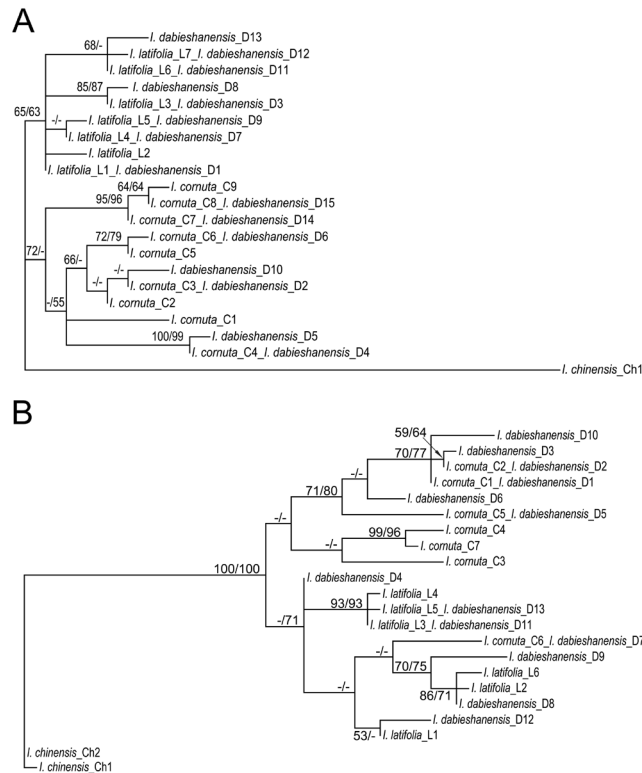 A
I. dabieshanensis_D13
68/-
I. latifolia_L7_I. dabieshanensis_D12
I. latifolia_L6_I. dabieshanensis_D11
85/87
I. dabieshanensis_D8
65/63
I. latifolia_L3_I. dabieshanensis_D3
-/-
I. latifolia_L5_I. dabieshanensis_D9
I. latifolia_L4_I. dabieshanensis_D7
I. latifolia_L2
I. latifolia_L1_I. dabieshanensis_D1
64/64
I. cornuta_C9
95/96
I. cornuta_C8_I. dabieshanensis_D15
I. cornuta_C7_I. dabieshanensis_D14
72/79
I. cornuta_C6_I. dabieshanensis_D6
72/-
66/-
I. cornuta_C5
-/-
I. dabieshanensis_D10
-/-
I. cornuta_C3_I. dabieshanensis_D2
-/55
I. cornuta_C2
I. cornuta_C1
100/99
I. dabieshanensis_D5
I. cornuta_C4_I. dabieshanensis_D4
I. chinensis_Ch1
B
59/64
I. dabieshanensis_D10
70/77
I. dabieshanensis_D3
I. cornuta_C2_I. dabieshanensis_D2
-/-
I. cornuta_C1_I. dabieshanensis_D1
71/80
I. dabieshanensis_D6
-/-
I. cornuta_C5_I. dabieshanensis_D5
99/96
I. cornuta_C4
-/-
I. cornuta_C7
I. cornuta_C3
100/100
I. dabieshanensis_D4
93/93
I. latifolia_L4
-/71
I. latifolia_L5_I. dabieshanensis_D13
I. latifolia_L3_I. dabieshanensis_D11
-/-
I. cornuta_C6_I. dabieshanensis_D7
70/75
I. dabieshanensis_D9
-/-
I. latifolia_L6
86/71
I. latifolia_L2
I. dabieshanensis_D8
I. dabieshanensis_D12
53/-
I. latifolia_L1
I. chinensis_Ch2
I. chinensis_Ch1